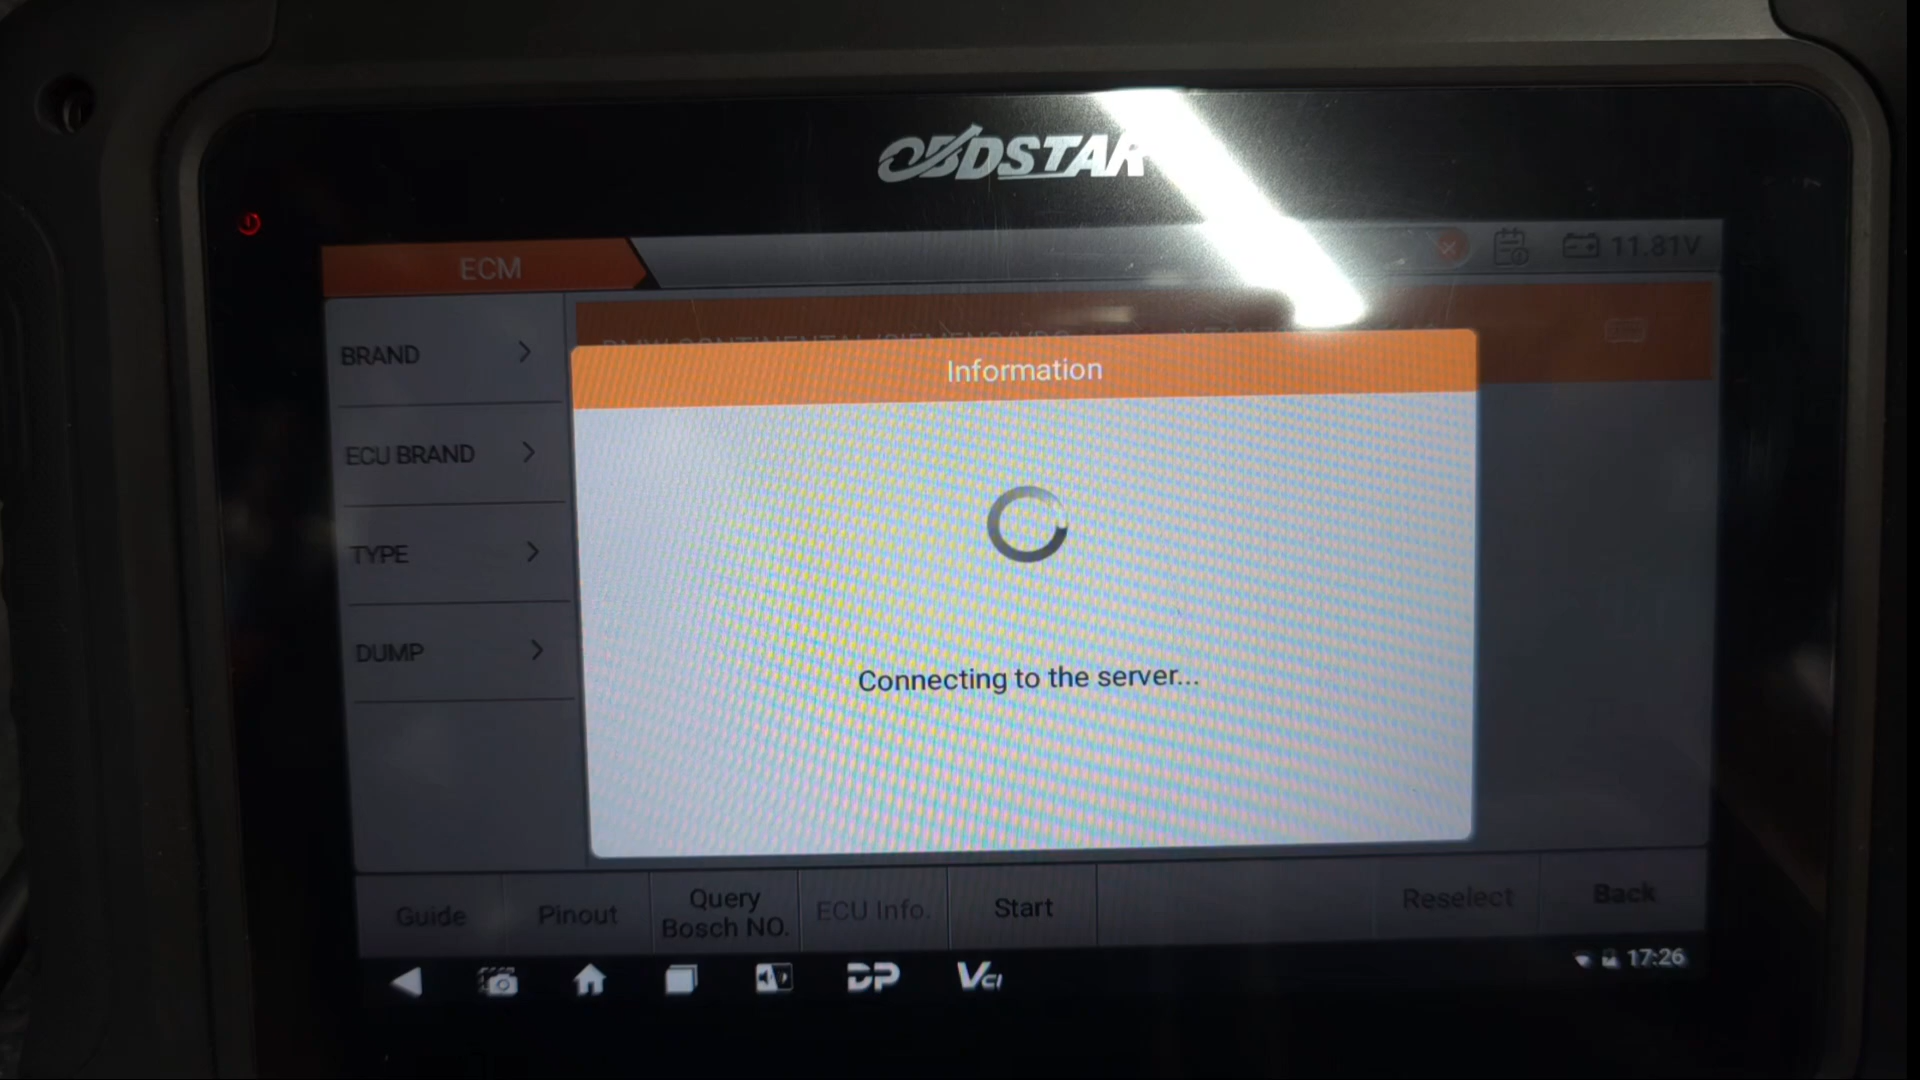 OBDSTAR
ECM
11.81V
BRAND
Information
ECU BRAND
TYPE
DUMP
Connecting to the server...
Guide
Pinout
Query
Bosch NO.
ECU Info.
Start
Reselect
Back
DP
VCI
17:26